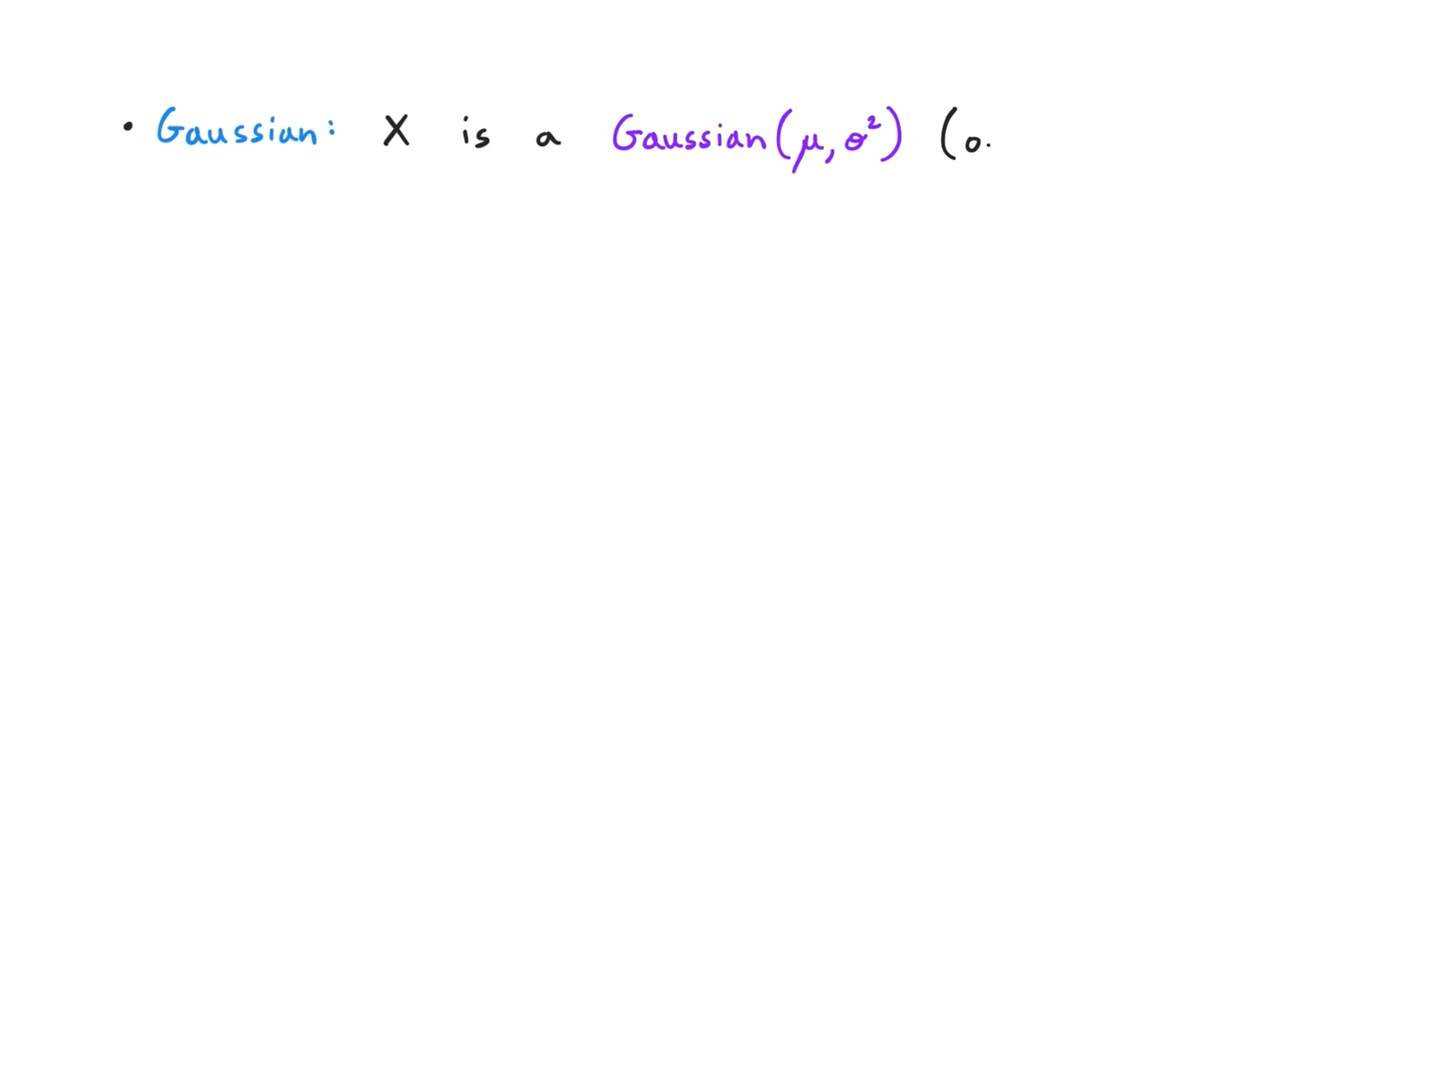 • Gaussian: X is a Gaussian(μ, σ²) (o